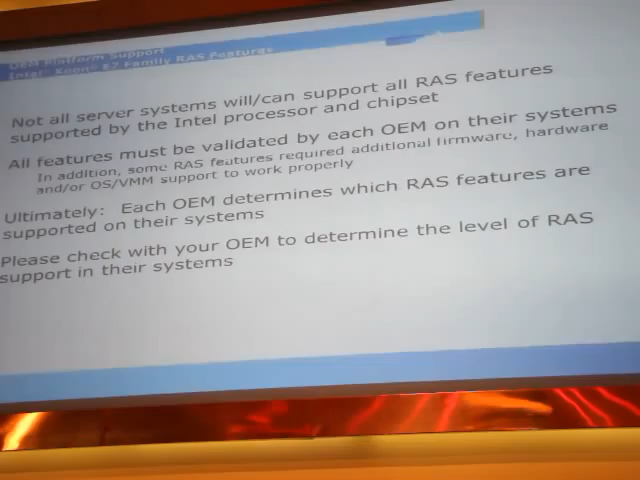 OEM Platform Support
Intel® Xeon® E7 Family RAS Features
Not all server systems will/can support all RAS features
supported by the Intel processor and chipset
All features must be validated by each OEM on their systems
In addition, some RAS features required additional firmware, hardware
and/or OS/VMM support to work properly
Ultimately: Each OEM determines which RAS features are
supported on their systems
Please check with your OEM to determine the level of RAS
support in their systems